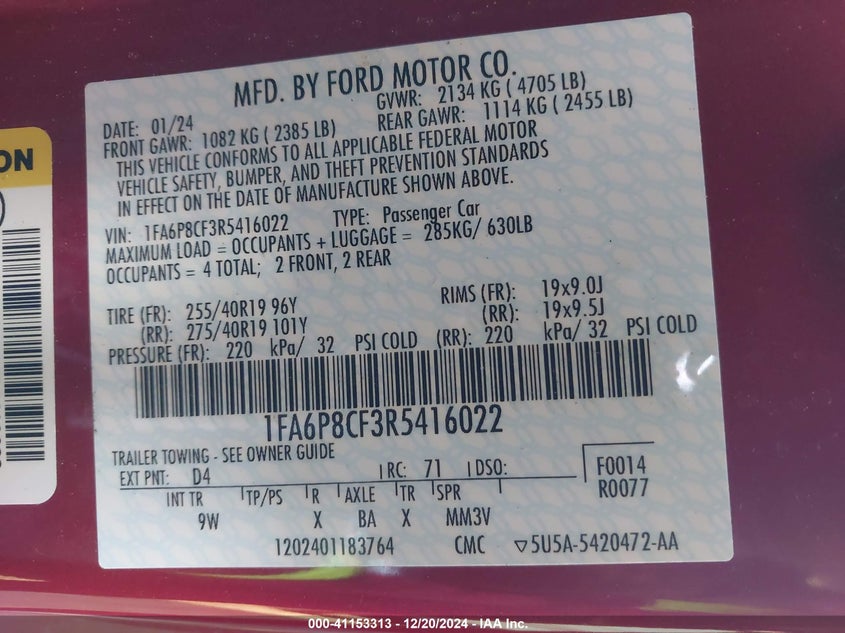 MFD. BY FORD MOTOR CO.
DATE: 01/24
GVWR: 2134 KG ( 4705 LB)
FRONT GAWR: 1082 KG ( 2385 LB)
REAR GAWR: 1114 KG ( 2455 LB)
THIS VEHICLE CONFORMS TO ALL APPLICABLE FEDERAL MOTOR
VEHICLE SAFETY, BUMPER, AND THEFT PREVENTION STANDARDS
IN EFFECT ON THE DATE OF MANUFACTURE SHOWN ABOVE.
VIN: 1FA6P8CF3R5416022 TYPE: Passenger Car
MAXIMUM LOAD = OCCUPANTS + LUGGAGE = 285KG/ 630LB
OCCUPANTS = 4 TOTAL; 2 FRONT, 2 REAR
TIRE (FR): 255/40R19 96Y RIMS (FR): 19x9.0J
(RR): 275/40R19 101Y (RR): 19x9.5J
PRESSURE (FR): 220 kPa/ 32 PSI COLD (RR): 220 kPa/ 32 PSI COLD
1FA6P8CF3R5416022
TRAILER TOWING - SEE OWNER GUIDE
EXT PNT: D4 RC: 71 DSO:
F0014
R0077
INT TR TP/PS R AXLE TR SPR
9W X BA X MM3V
1202401183764 CMC ▽5U5A-5420472-AA
ON
000-41153313 - 12/20/2024 - IAA Inc.